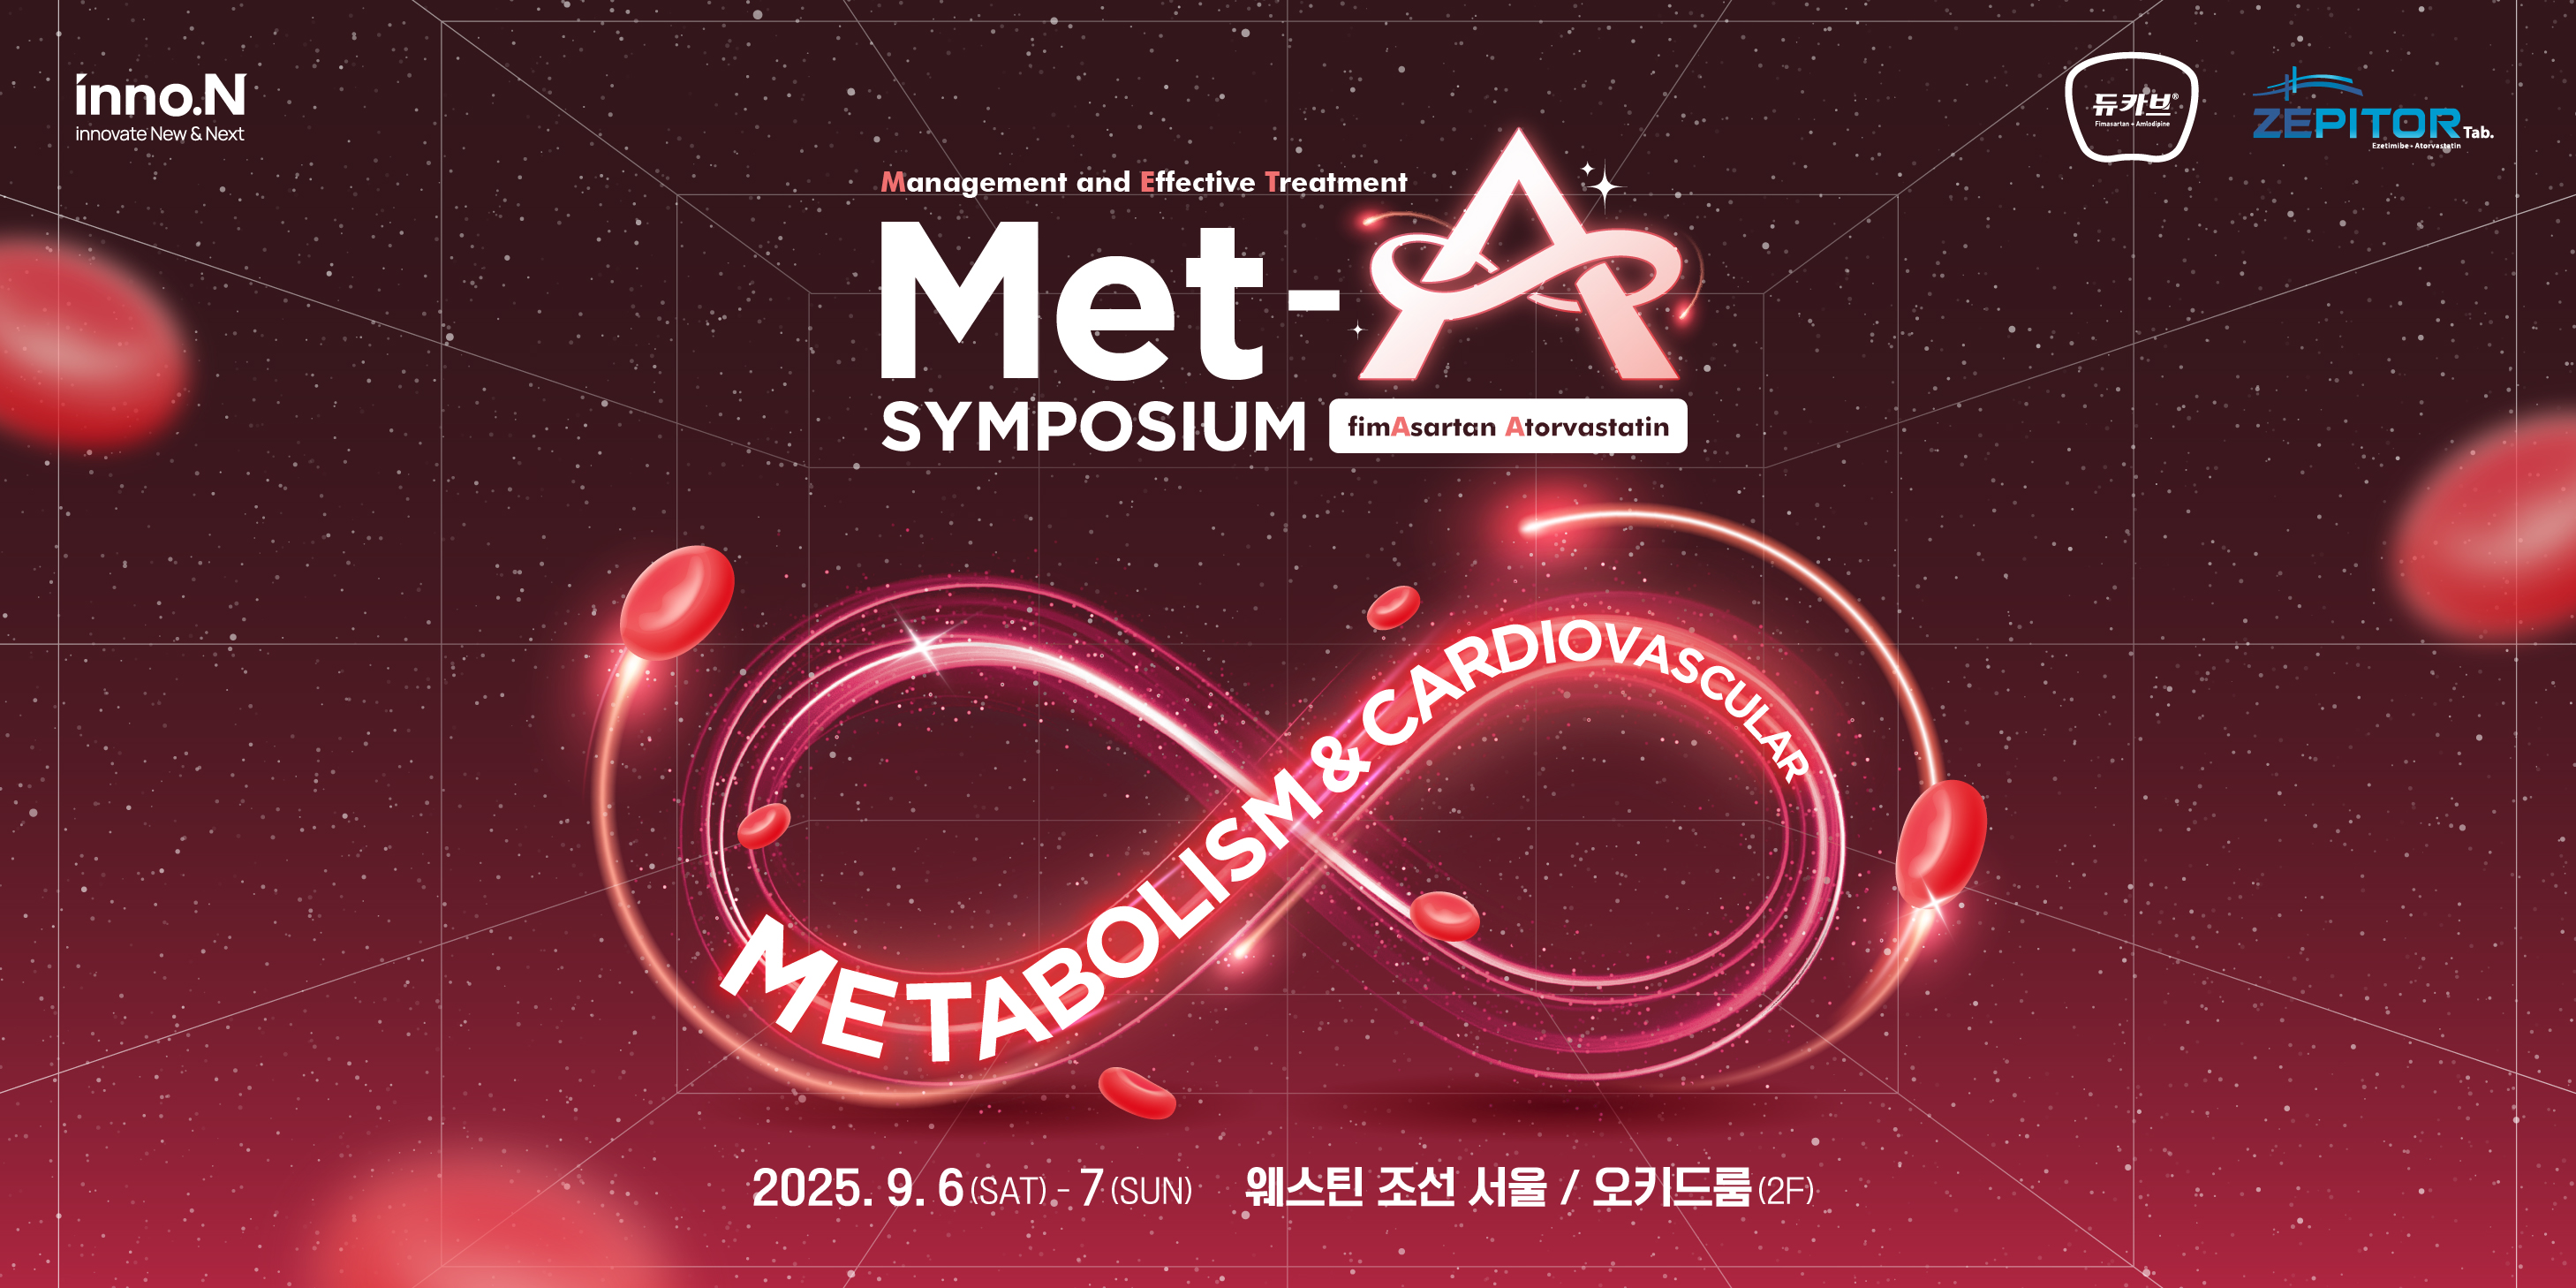 inno.N
innovate New & Next
듀카브®
Fimasartan + Amlodipine
ZEPITOR Tab.
Ezetimibe + Atorvastatin
Management and Effective Treatment
Met-A
SYMPOSIUM
fimAsartan Atorvastatin
METABOLISM & CARDIOVASCULAR
2025. 9. 6 (SAT) - 7 (SUN) 웨스틴 조선 서울 / 오키드룸 (2F)